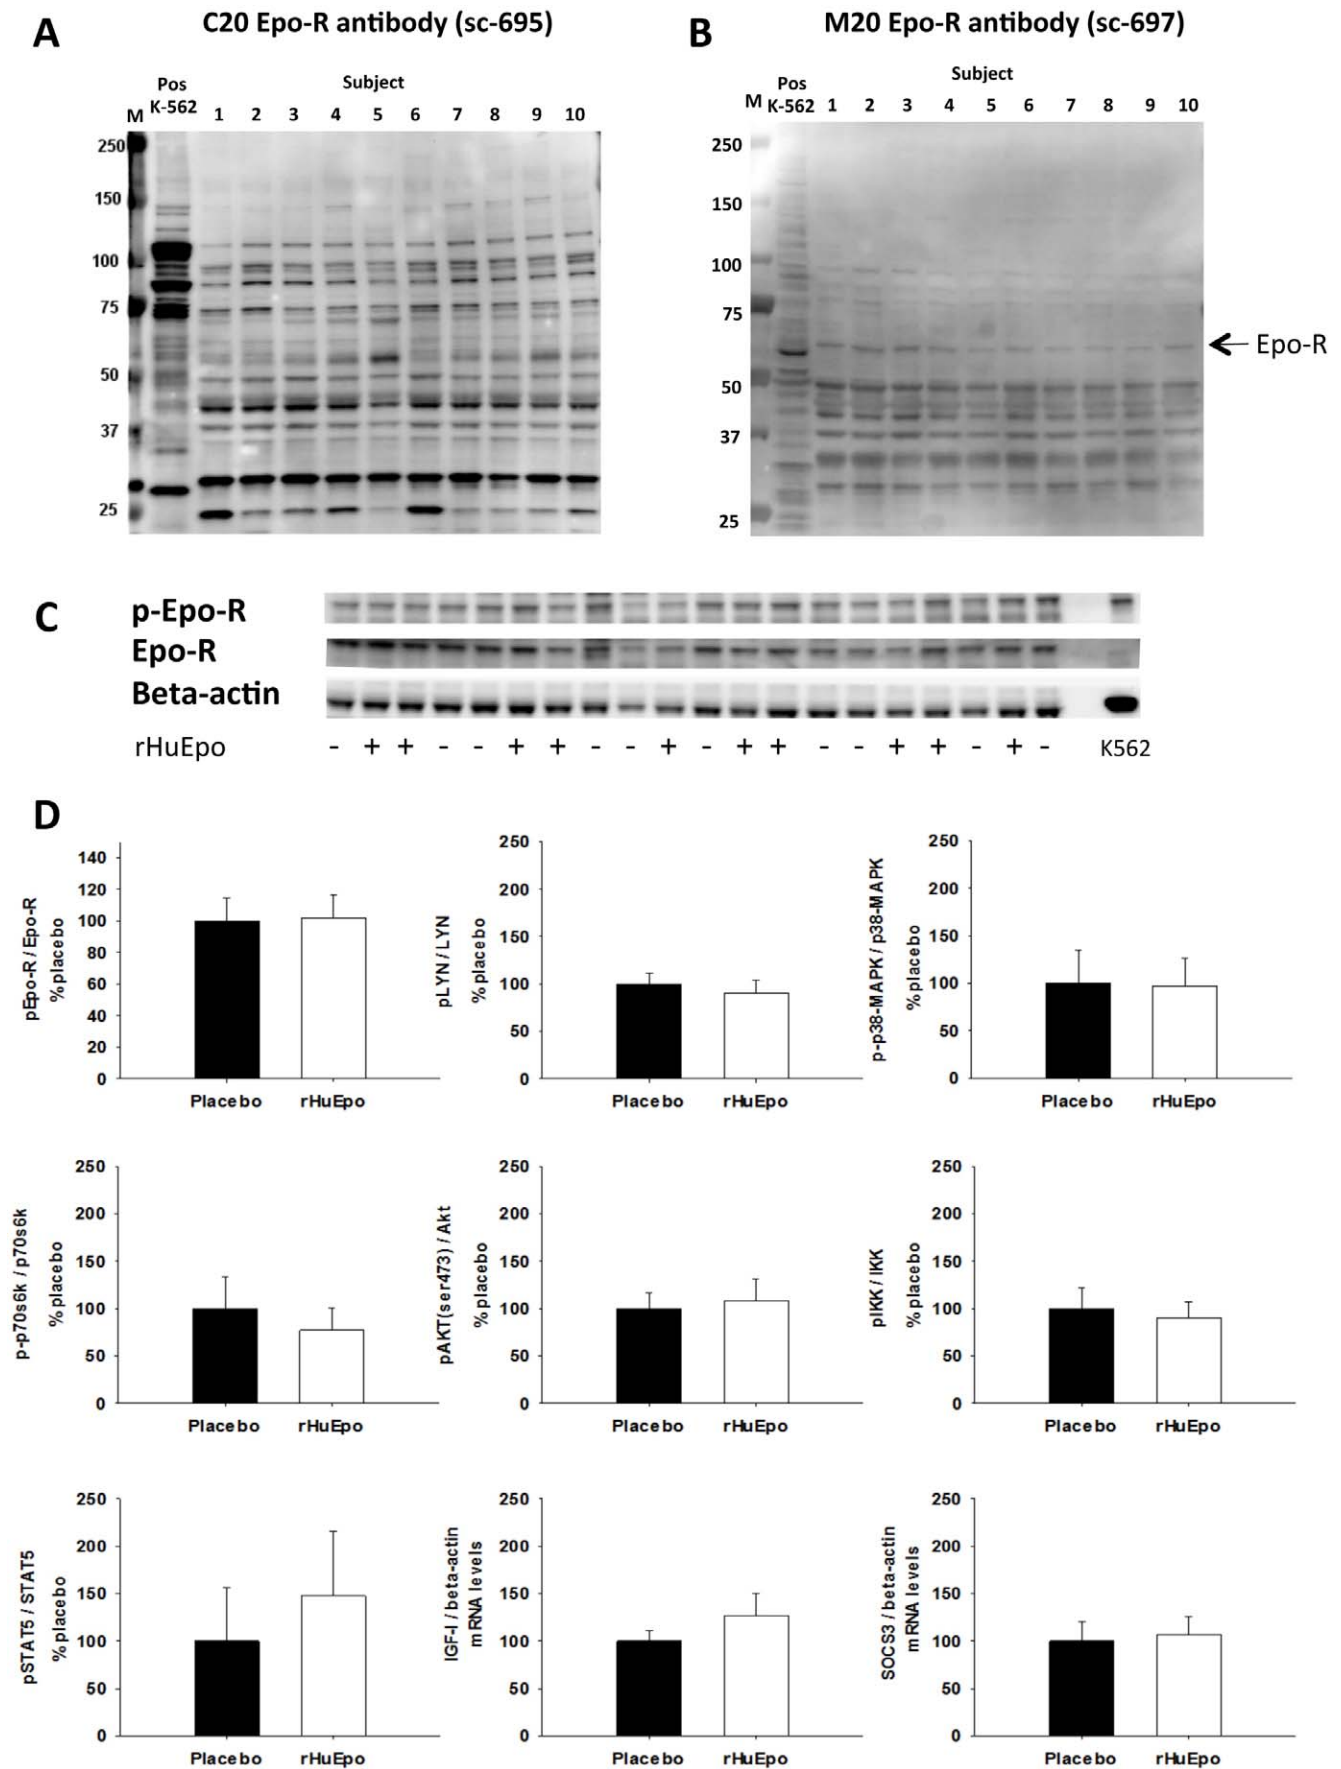 A
C20 Epo-R antibody (sc-695)
Pos
K-562
Subject
M
1 2 3 4 5 6 7 8 9 10
250
150
100
75
50
37
25
B
M20 Epo-R antibody (sc-697)
Pos
K-562
Subject
M
1 2 3 4 5 6 7 8 9 10
250
150
100
75
50
37
25
Epo-R
C
p-Epo-R
Epo-R
Beta-actin
rHuEpo - + + - - + + - - + - + + - - + + - + - K562
D
pEpo-R / Epo-R
% placebo
140
120
100
80
60
40
20
0
Placebo rHuEpo
pLYN / LYN
% placebo
250
200
150
100
50
0
Placebo rHuEpo
p-p38-MAPK / p38-MAPK
% placebo
250
200
150
100
50
0
Placebo rHuEpo
p-p70s6k / p70s6k
% placebo
250
200
150
100
50
0
Placebo rHuEpo
pAKT(ser473) / Akt
% placebo
250
200
150
100
50
0
Placebo rHuEpo
pIKK / IKK
% placebo
250
200
150
100
50
0
Placebo rHuEpo
pSTAT5 / STAT5
% placebo
250
200
150
100
50
0
Placebo rHuEpo
IGF-I / beta-actin
mRNA levels
250
200
150
100
50
0
Placebo rHuEpo
SOCS3 / beta-actin
mRNA levels
250
200
150
100
50
0
Placebo rHuEpo